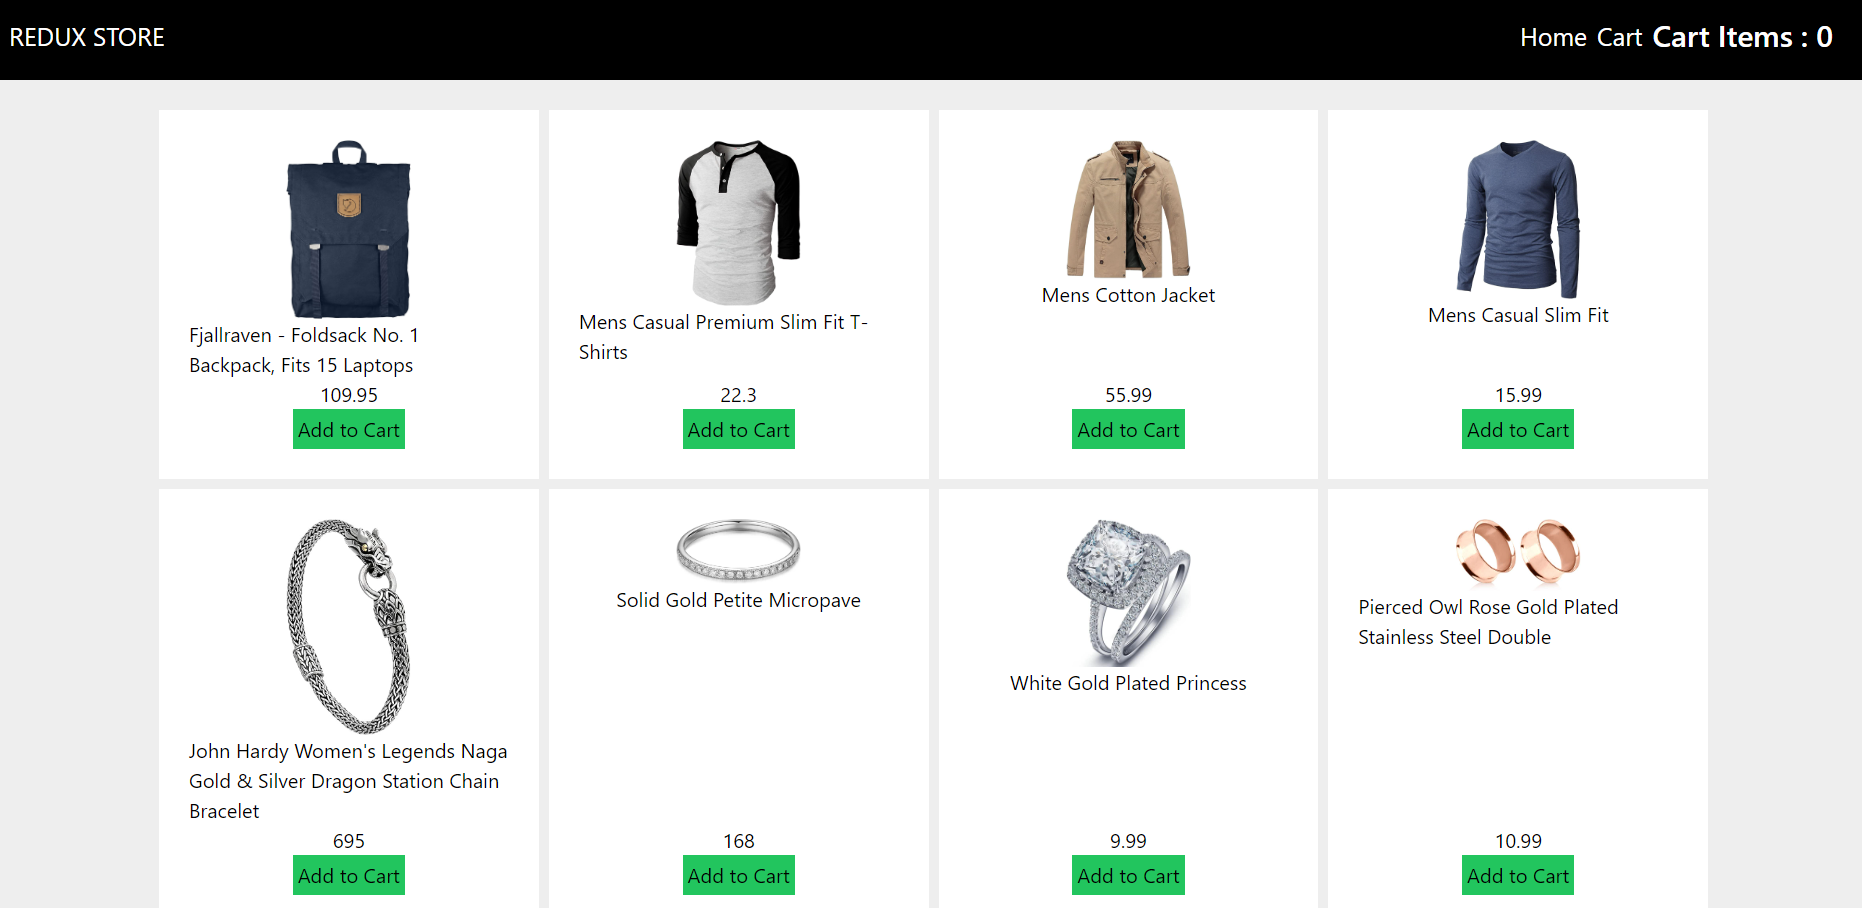 REDUX STORE
Home Cart Cart Items : 0
Fjallraven - Foldsack No. 1
Backpack, Fits 15 Laptops
109.95
Add to Cart
Mens Casual Premium Slim Fit T-
Shirts
22.3
Add to Cart
Mens Cotton Jacket
55.99
Add to Cart
Mens Casual Slim Fit
15.99
Add to Cart
John Hardy Women's Legends Naga
Gold & Silver Dragon Station Chain
Bracelet
695
Add to Cart
Solid Gold Petite Micropave
168
Add to Cart
White Gold Plated Princess
9.99
Add to Cart
Pierced Owl Rose Gold Plated
Stainless Steel Double
10.99
Add to Cart